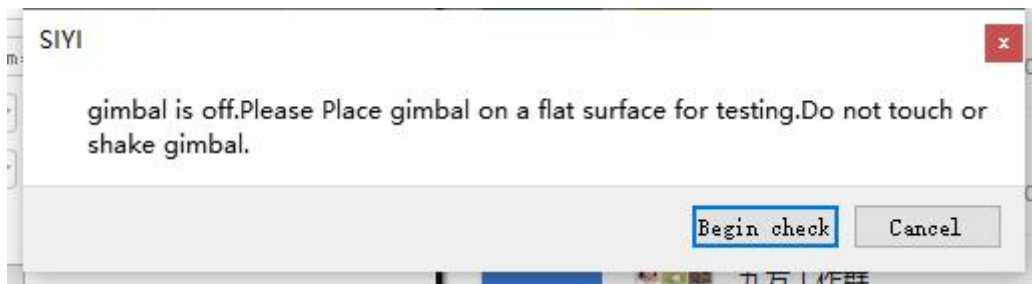 SIYI
gimbal is off.Please Place gimbal on a flat surface for testing.Do not touch or
shake gimbal.
Begin check
Cancel